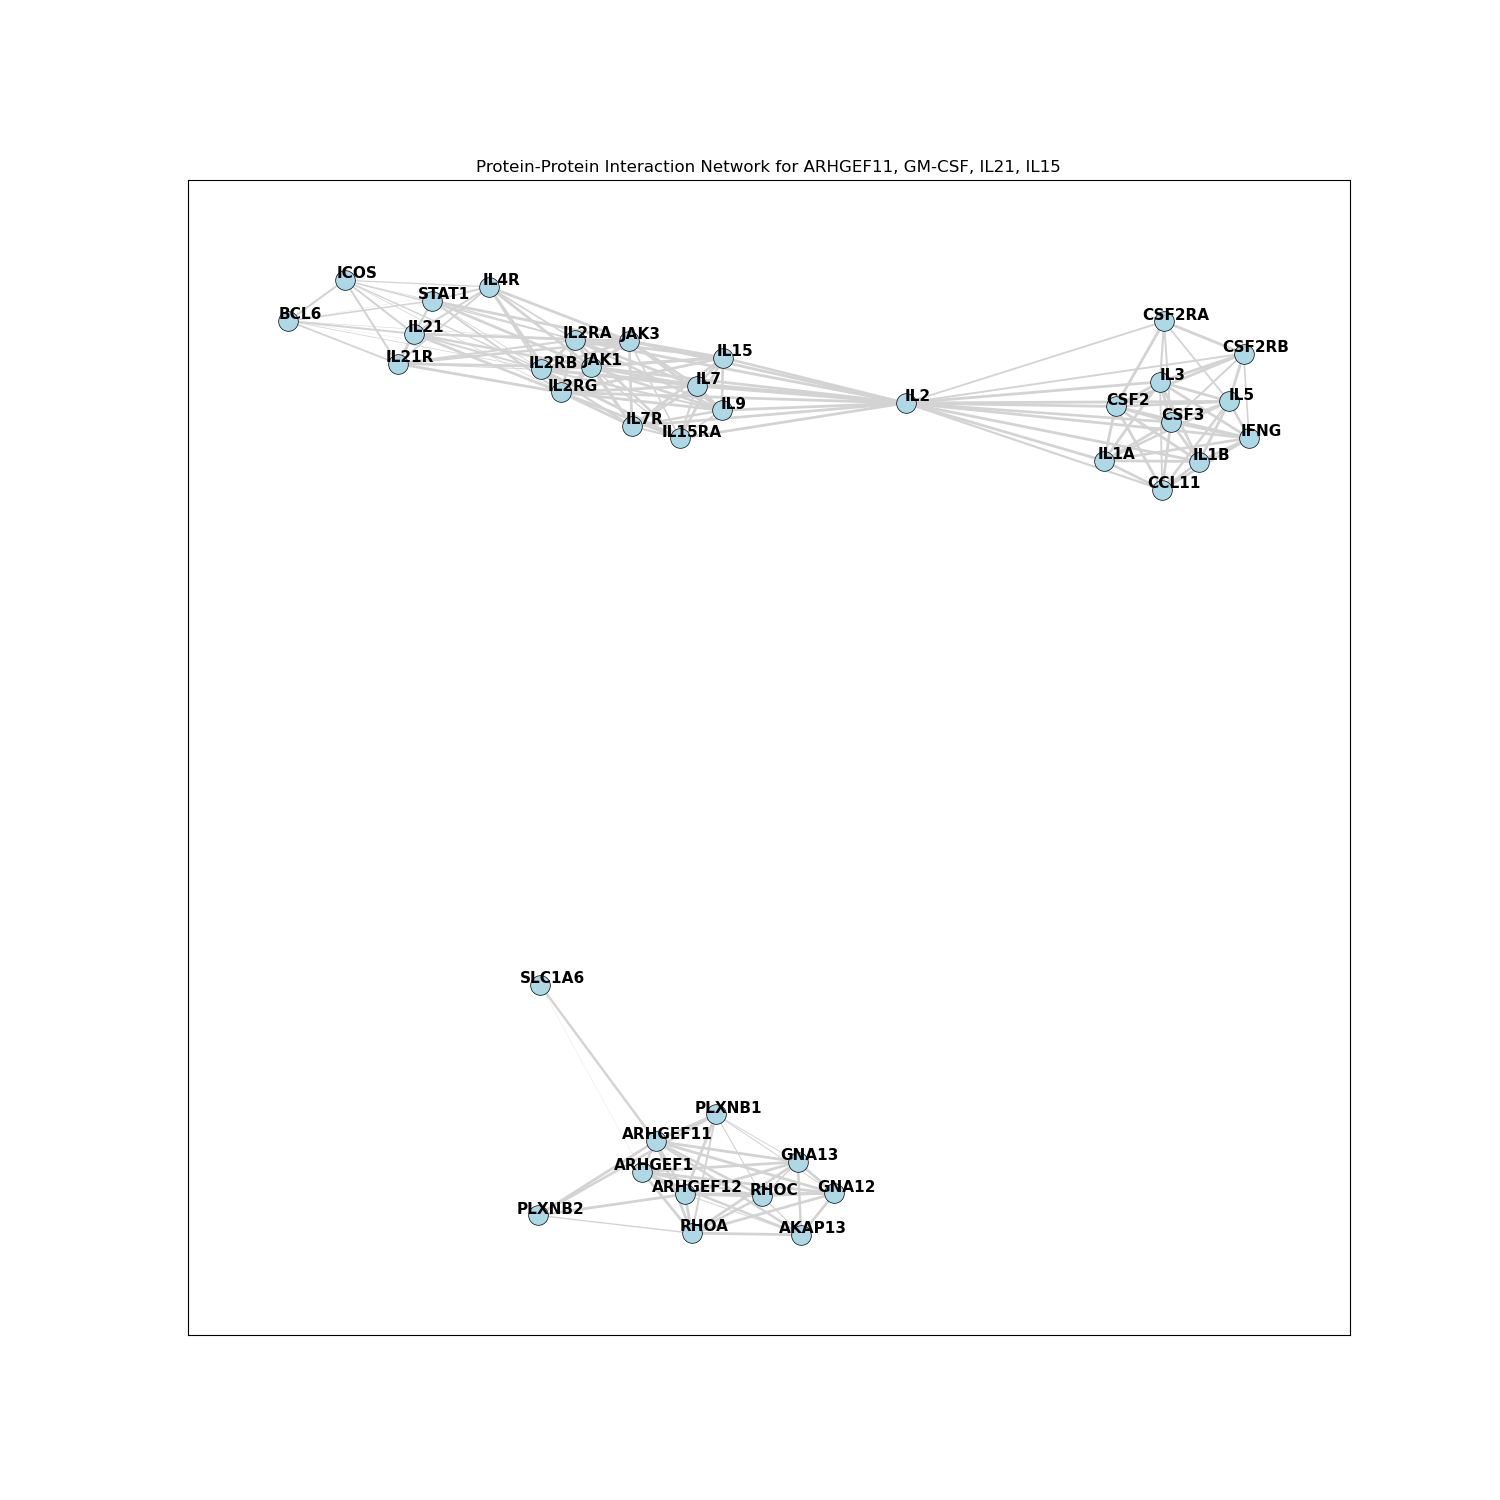 Protein-Protein Interaction Network for ARHGEF11, GM-CSF, IL21, IL15
ICOS
IL4R
STAT1
BCL6
CSF2RA
IL21
IL2RA
JAK3
CSF2RB
IL15
IL21R
JAK1
IL2RB
IL3
IL7
IL2RG
IL5
IL2
CSF2
IL9
CSF3
IL7R
IL15RA
IFNG
IL1A
IL1B
CCL11
SLC1A6
PLXNB1
ARHGEF11
GNA13
ARHGEF1
ARHGEF12
GNA12
RHOC
PLXNB2
RHOA
AKAP13